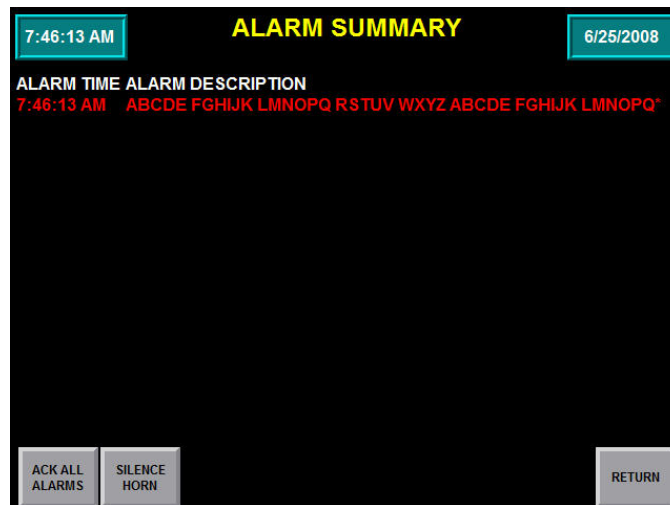 7:46:13 AM
ALARM SUMMARY
6/25/2008
ALARM TIME ALARM DESCRIPTION
7:46:13 AM ABCDE FGHIJK LMNOPQ RSTUV WXYZ ABCDE FGHIJK LMNOPQ*
ACK ALL
ALARMS
SILENCE
HORN
RETURN